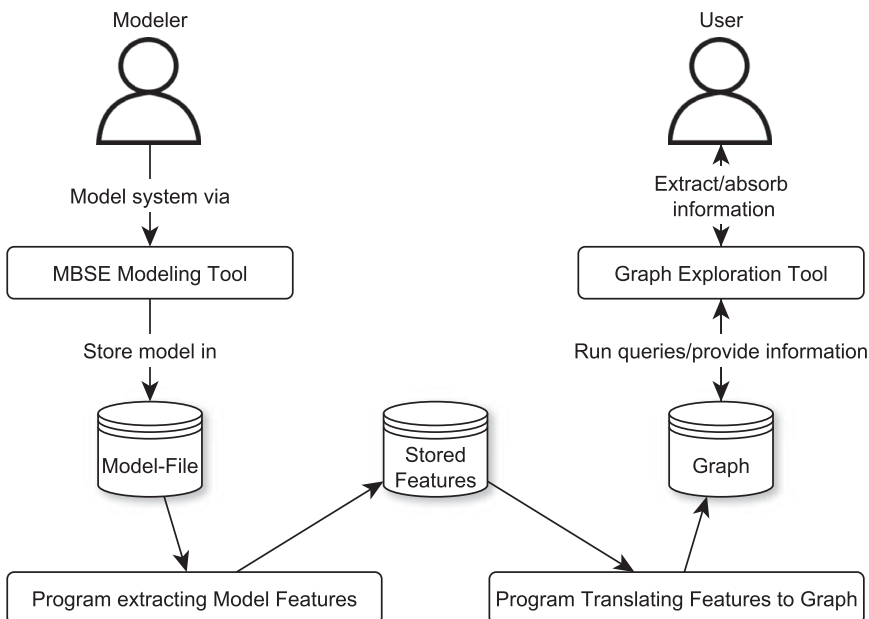 Modeler
User
Model system via
Extract/absorb
information
MBSE Modeling Tool
Graph Exploration Tool
Store model in
Run queries/provide information
Model-File
Stored
Features
Graph
Program extracting Model Features
Program Translating Features to Graph